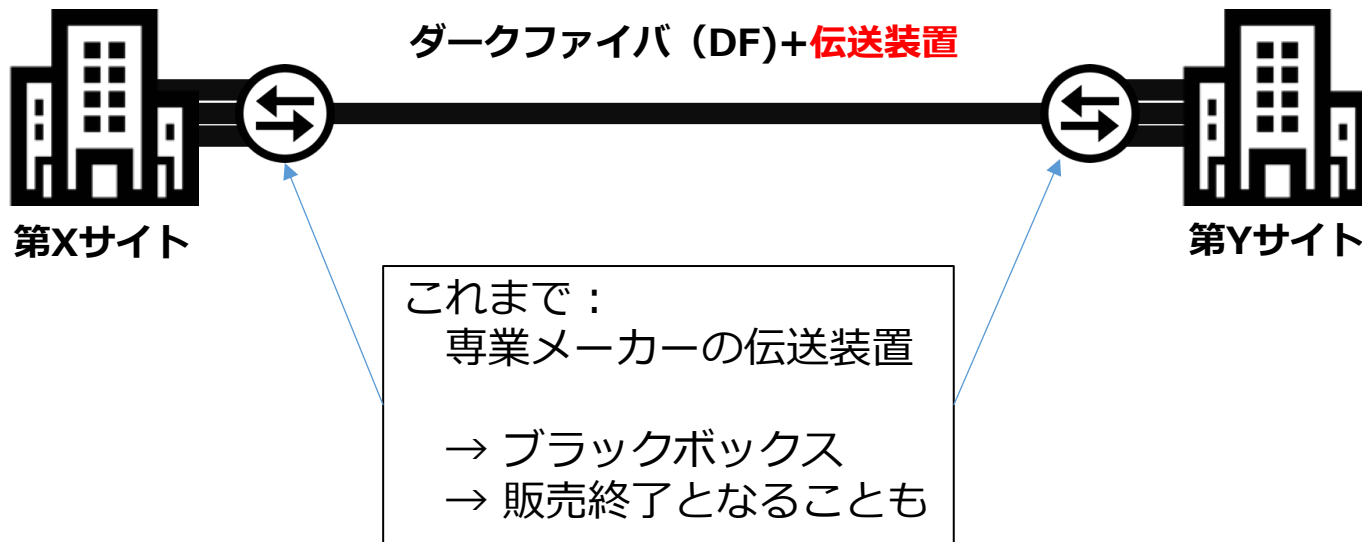 ダークファイバ（DF)+伝送装置
第Xサイト
第Yサイト
これまで：
専業メーカーの伝送装置
→ ブラックボックス
→ 販売終了となることも